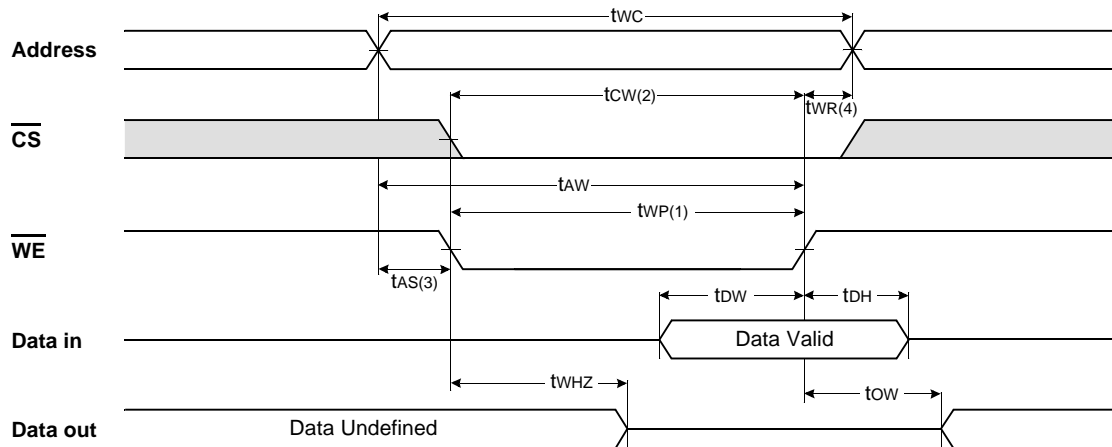 tWC
Address
tCW(2)
tWR(4)
CS
tAW
tWP(1)
WE
tAS(3)
tDW
tDH
Data in
Data Valid
tWHZ
tOW
Data out
Data Undefined